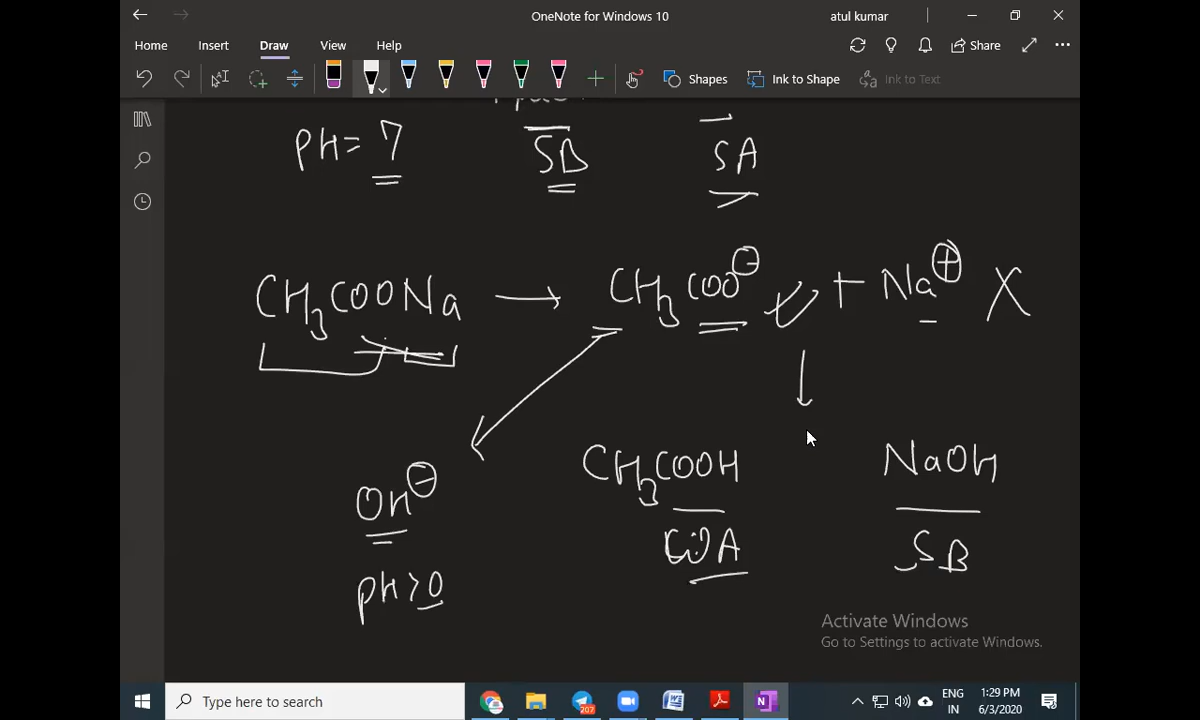 OneNote for Windows 10
atul kumar
Home Insert Draw View Help
Share
Shapes Ink to Shape Ink to Text
PH = 7 SB SA
CH3COONa → CH3COO⊖ + Na⊕ X
CH3COOH NaOH
OH⊖
WA SB
pH > 0
Activate Windows
Go to Settings to activate Windows.
Type here to search
207
W
N
ENG
IN
1:29 PM
6/3/2020